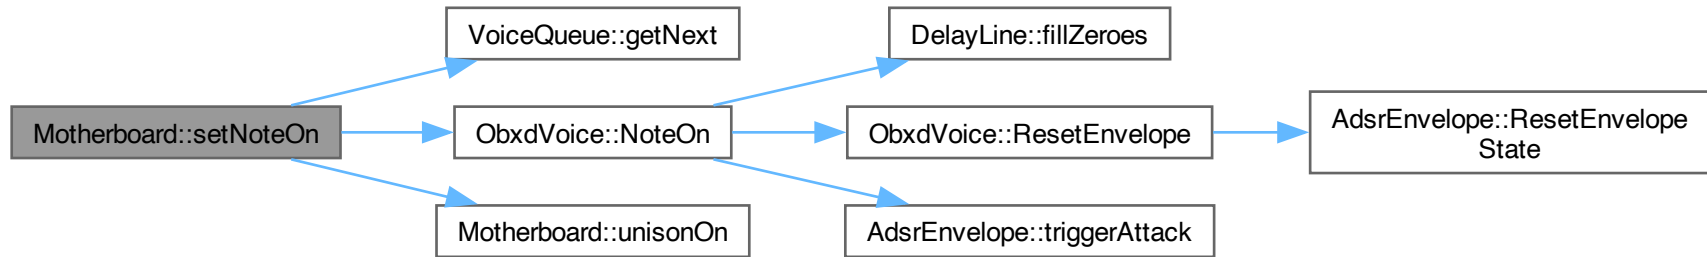 VoiceQueue::getNext
DelayLine::fillZeroes
Motherboard::setNoteOn
ObxdVoice::NoteOn
ObxdVoice::ResetEnvelope
AdsrEnvelope::ResetEnvelope
State
Motherboard::unisonOn
AdsrEnvelope::triggerAttack